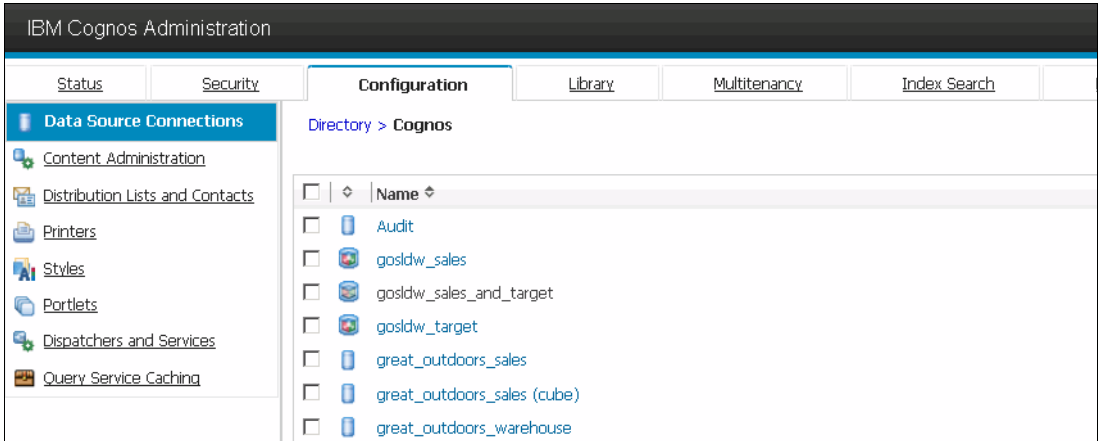 IBM Cognos Administration
Status Security Configuration Library Multitenancy Index Search
Data Source Connections
Content Administration
Distribution Lists and Contacts
Printers
Styles
Portlets
Dispatchers and Services
Query Service Caching
Directory > Cognos
Name
Audit
gosldw_sales
gosldw_sales_and_target
gosldw_target
great_outdoors_sales
great_outdoors_sales (cube)
great_outdoors_warehouse